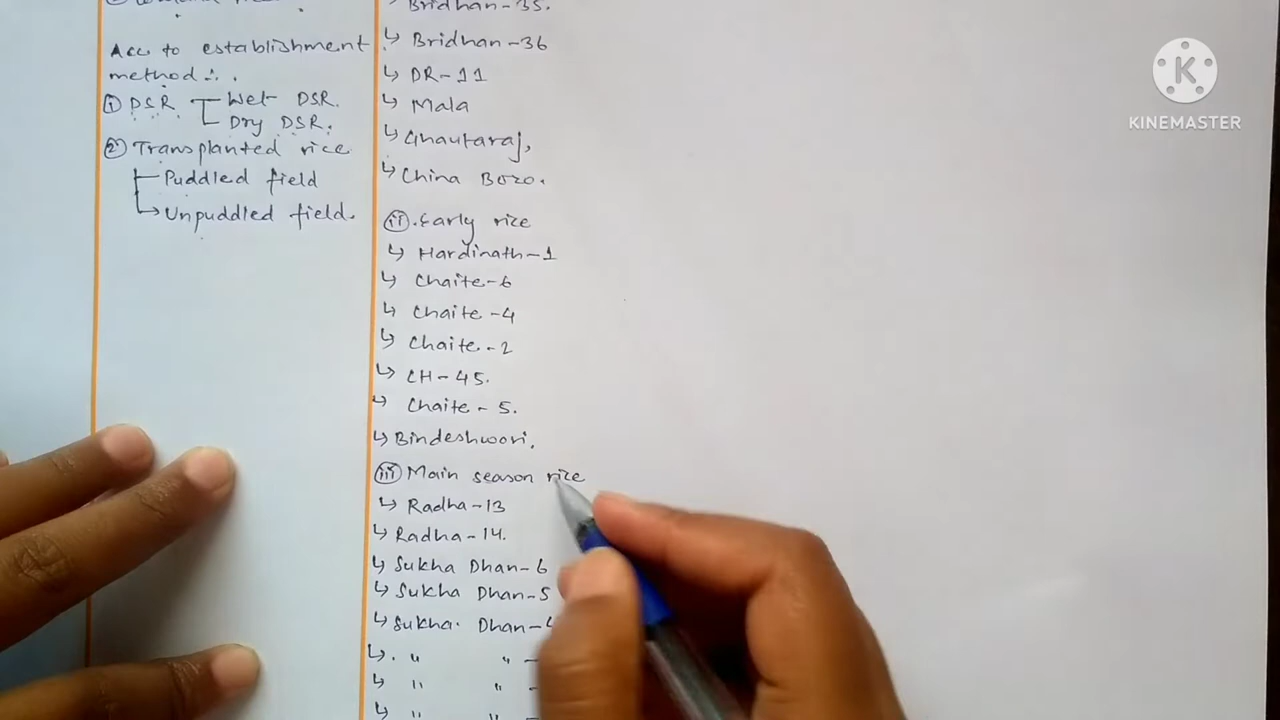 Acc to establishment
method :.
① DSR Wet DSR.
Dry DSR.
② Transplanted rice
Puddled field
↳ Unpuddled field.
↳ Bridhan-35.
↳ Bridhan-36
↳ DR-11
↳ Mala
↳ Ghautaraj,
↳ China Boro.
(ii) Early rice
↳ Hardinath-1
↳ Chaite-6
↳ Chaite-4
↳ Chaite-2
↳ CH-45.
↳ Chaite-5.
↳ Bindeshwori.
(iii) Main season rice
↳ Radha-13
↳ Radha-14.
↳ Sukha Dhan-6
↳ Sukha Dhan-5
↳ Sukha Dhan-4
↳ " " -
↳ " " -
↳ " " -
K
KINEMASTER